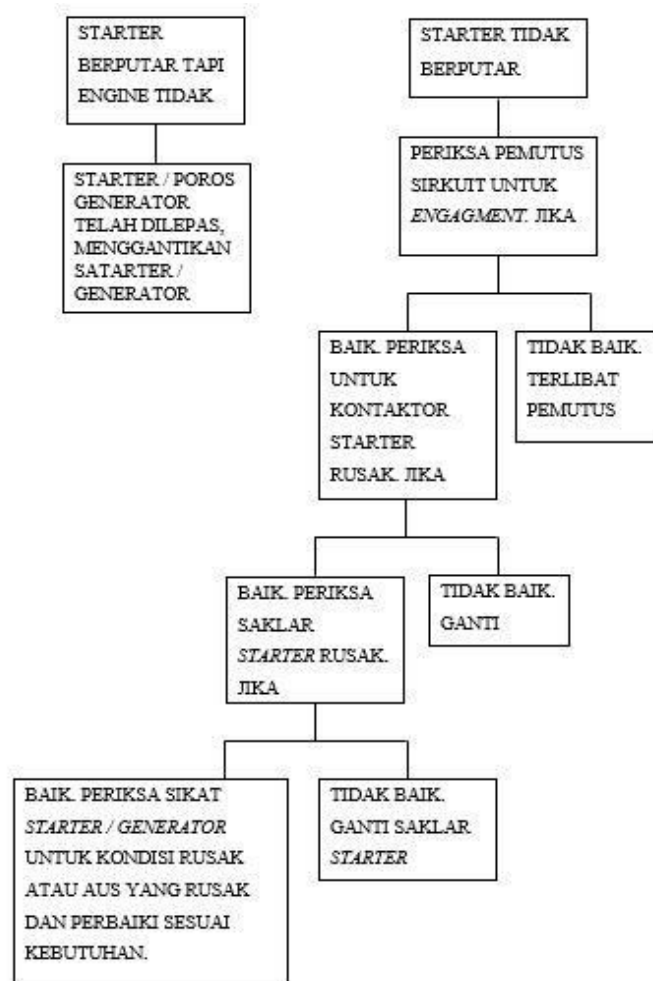 STARTER
BERPUTAR TAPI
ENGINE TIDAK
STARTER TIDAK
BERPUTAR
STARTER / POROS
GENERATOR
TELAH DILEPAS,
MENGGANTIKAN
SATARTER /
GENERATOR
PERIKSA PEMUTUS
SIRKUIT UNTUK
ENGAGMENT. JIKA
BAIK. PERIKSA
UNTUK
KONTAKTOR
STARTER
RUSAK. JIKA
TIDAK BAIK.
TERLIBAT
PEMUTUS
BAIK. PERIKSA
SAKLAR
STARTER RUSAK.
JIKA
TIDAK BAIK.
GANTI
BAIK. PERIKSA SIKAT
STARTER / GENERATOR
UNTUK KONDISI RUSAK
ATAU AUS YANG RUSAK
DAN PERBAIKI SESUAI
KEBUTUHAN.
TIDAK BAIK.
GANTI SAKLAR
STARTER